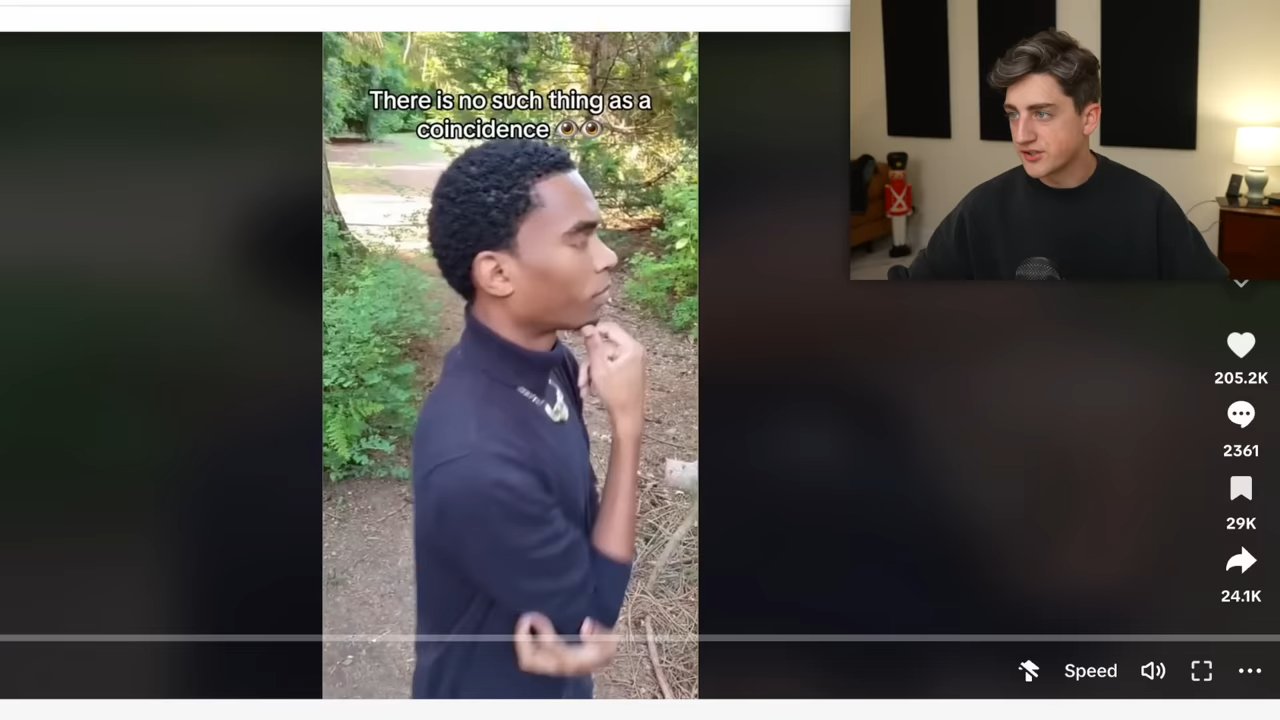 There is no such thing as a
coincidence 👀
205.2K
2361
29K
24.1K
Speed